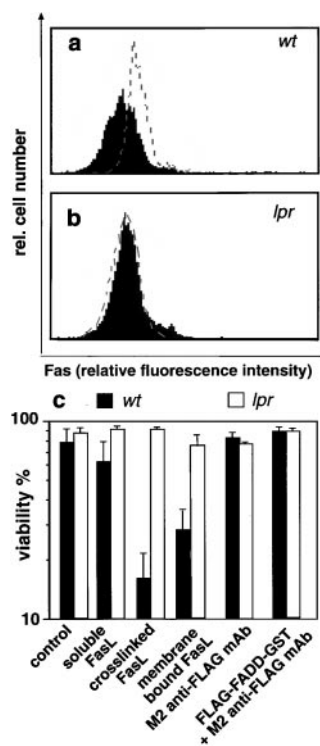 a
wt
b
lpr
rel. cell number
Fas (relative fluorescence intensity)
c
wt
lpr
100
10
viability %
control
soluble
FasL
crosslinked
FasL
membrane
bound FasL
M2 anti-FLAG mAb
FLAG-FADD-GST
+ M2 anti-FLAG mAb